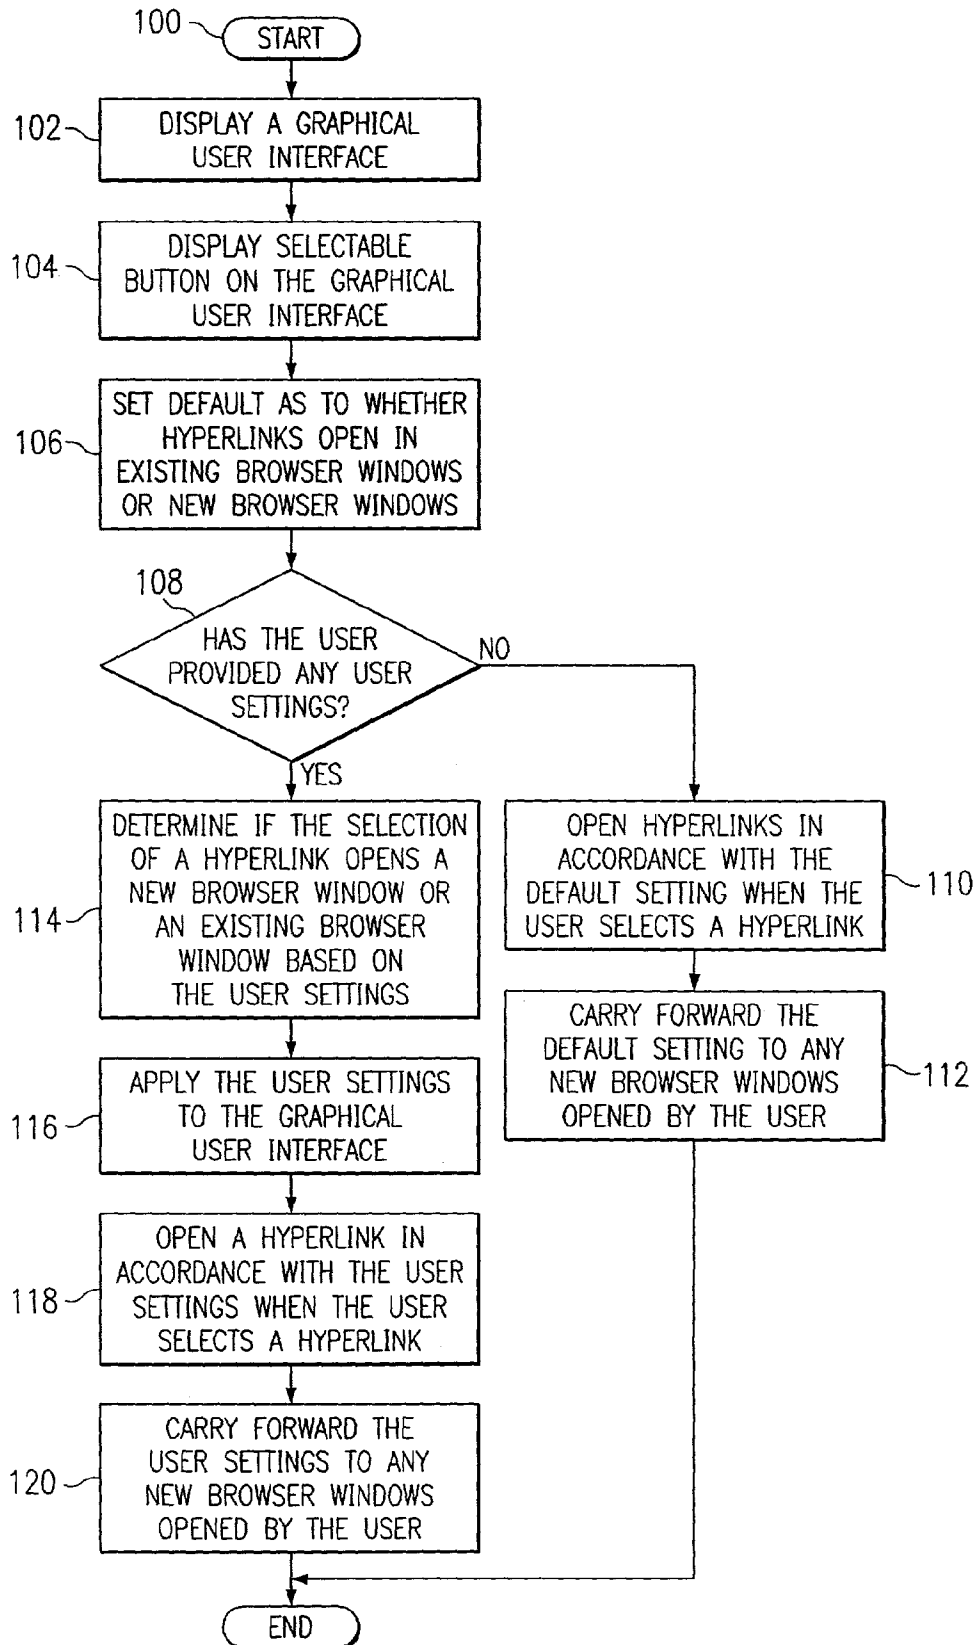 100
START
102
DISPLAY A GRAPHICAL
USER INTERFACE
104
DISPLAY SELECTABLE
BUTTON ON THE GRAPHICAL
USER INTERFACE
106
SET DEFAULT AS TO WHETHER
HYPERLINKS OPEN IN
EXISTING BROWSER WINDOWS
OR NEW BROWSER WINDOWS
108
HAS THE USER
PROVIDED ANY USER
SETTINGS?
NO
YES
114
DETERMINE IF THE SELECTION
OF A HYPERLINK OPENS A
NEW BROWSER WINDOW OR
AN EXISTING BROWSER
WINDOW BASED ON
THE USER SETTINGS
OPEN HYPERLINKS IN
ACCORDANCE WITH THE
DEFAULT SETTING WHEN THE
USER SELECTS A HYPERLINK
110
CARRY FORWARD THE
DEFAULT SETTING TO ANY
NEW BROWSER WINDOWS
OPENED BY THE USER
112
116
APPLY THE USER SETTINGS
TO THE GRAPHICAL
USER INTERFACE
118
OPEN A HYPERLINK IN
ACCORDANCE WITH THE USER
SETTINGS WHEN THE USER
SELECTS A HYPERLINK
120
CARRY FORWARD THE
USER SETTINGS TO ANY
NEW BROWSER WINDOWS
OPENED BY THE USER
END